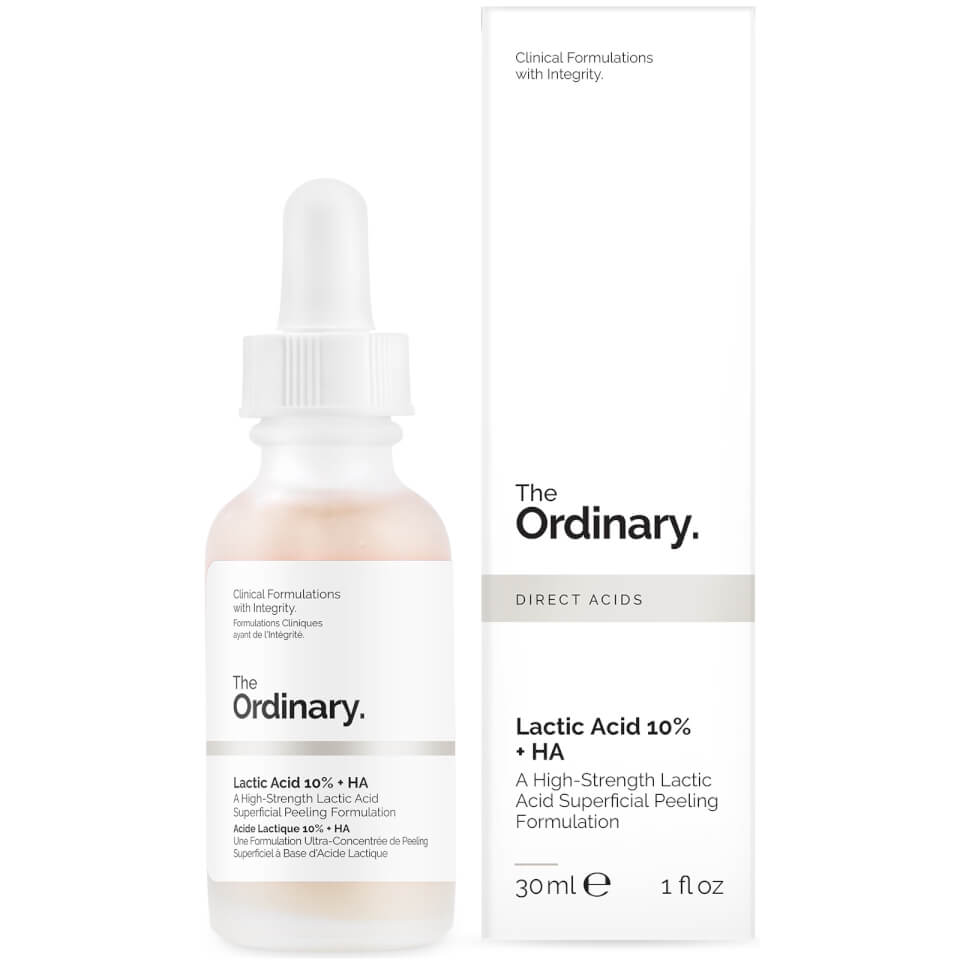 Clinical Formulations
with Integrity.
Formulations Cliniques
ayant de l'Intégrité.
The
Ordinary.
Lactic Acid 10% + HA
A High-Strength Lactic Acid
Superficial Peeling Formulation
Acide Lactique 10% + HA
Une Formulation Ultra-Concentrée de Peeling
Superficiel à Base d'Acide Lactique
Clinical Formulations
with Integrity.
The
Ordinary.
DIRECT ACIDS
Lactic Acid 10%
+ HA
A High-Strength Lactic
Acid Superficial Peeling
Formulation
30 ml ℮ 1 fl oz